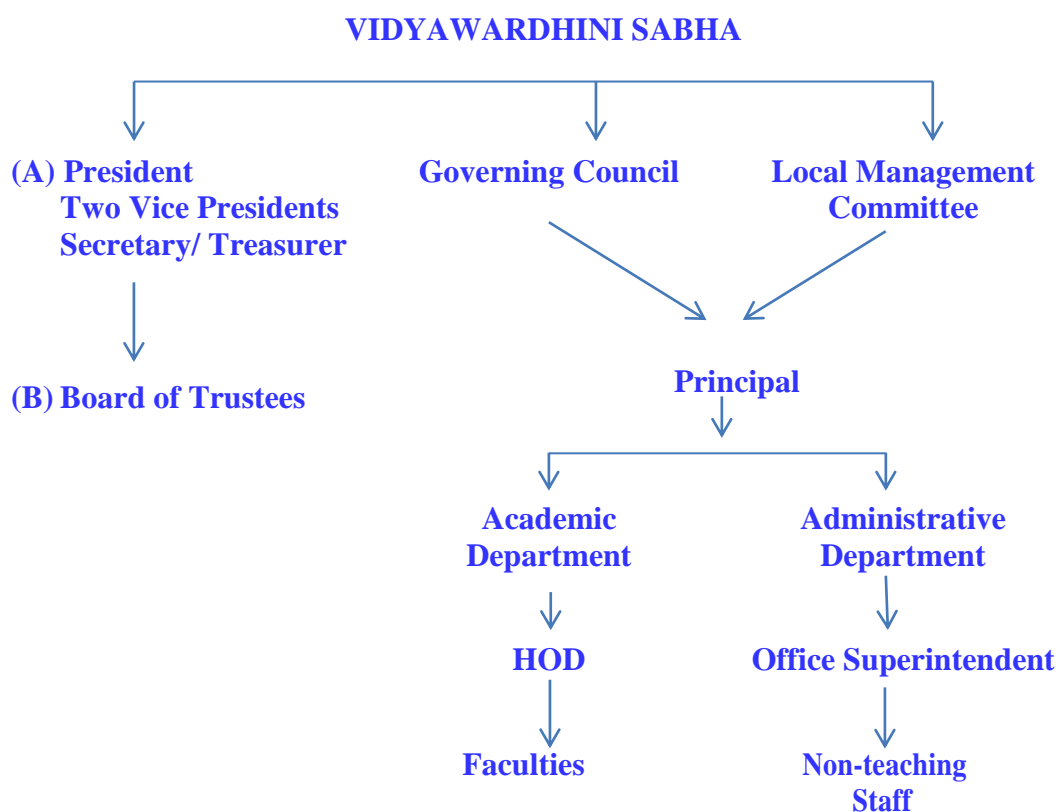 VIDYAWARDHINI SABHA
(A) President
Two Vice Presidents
Secretary/ Treasurer
Governing Council
Local Management
Committee
(B) Board of Trustees
Principal
Academic
Department
Administrative
Department
HOD
Office Superintendent
Faculties
Non-teaching
Staff